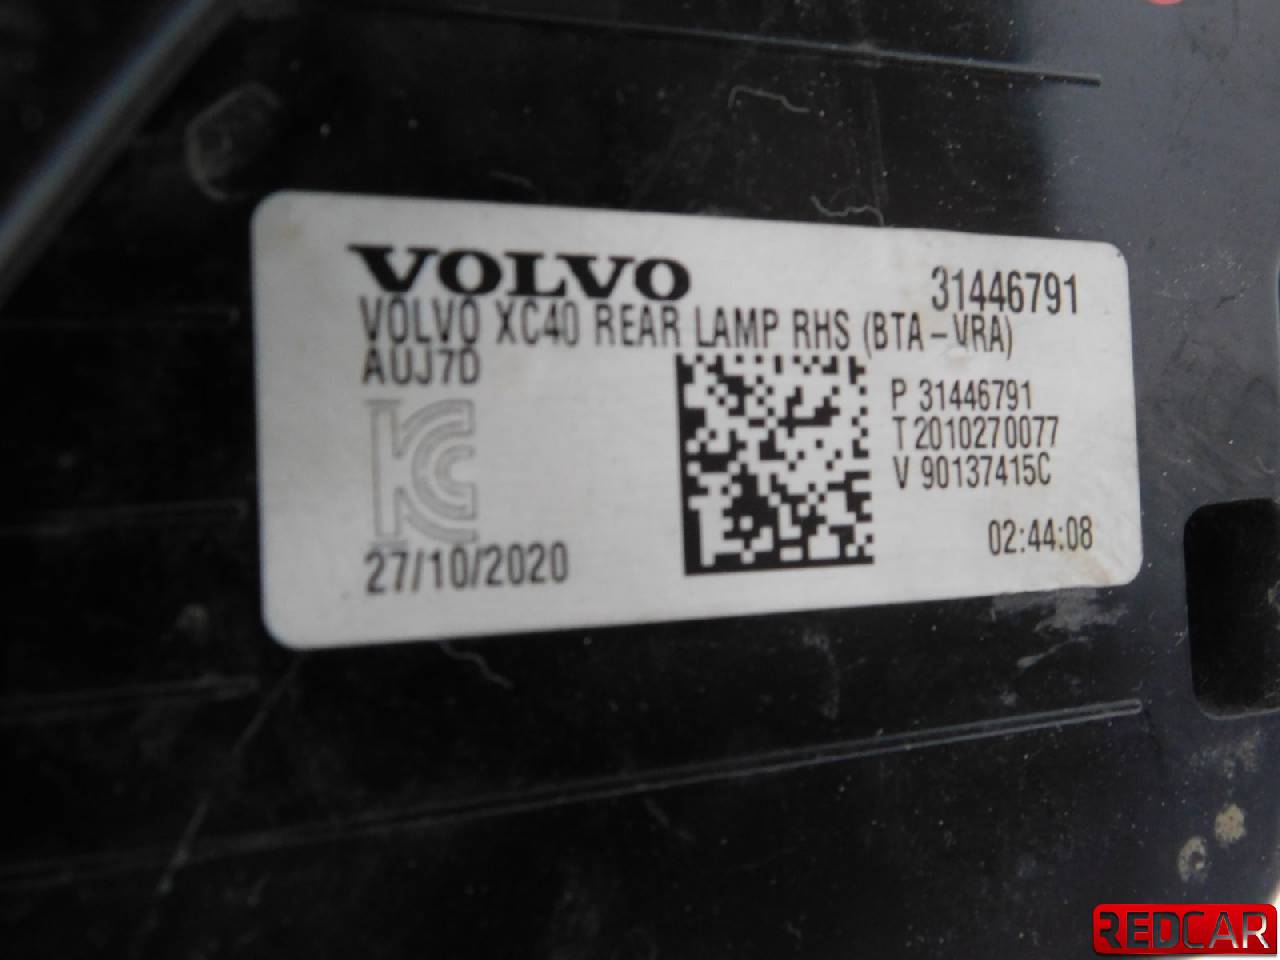 VOLVO 31446791
VOLVO XC40 REAR LAMP RHS (BTA-VRA)
AUJ7D
P 31446791
T 2010270077
V 90137415C
KC
27/10/2020
02:44:08
REDCAR